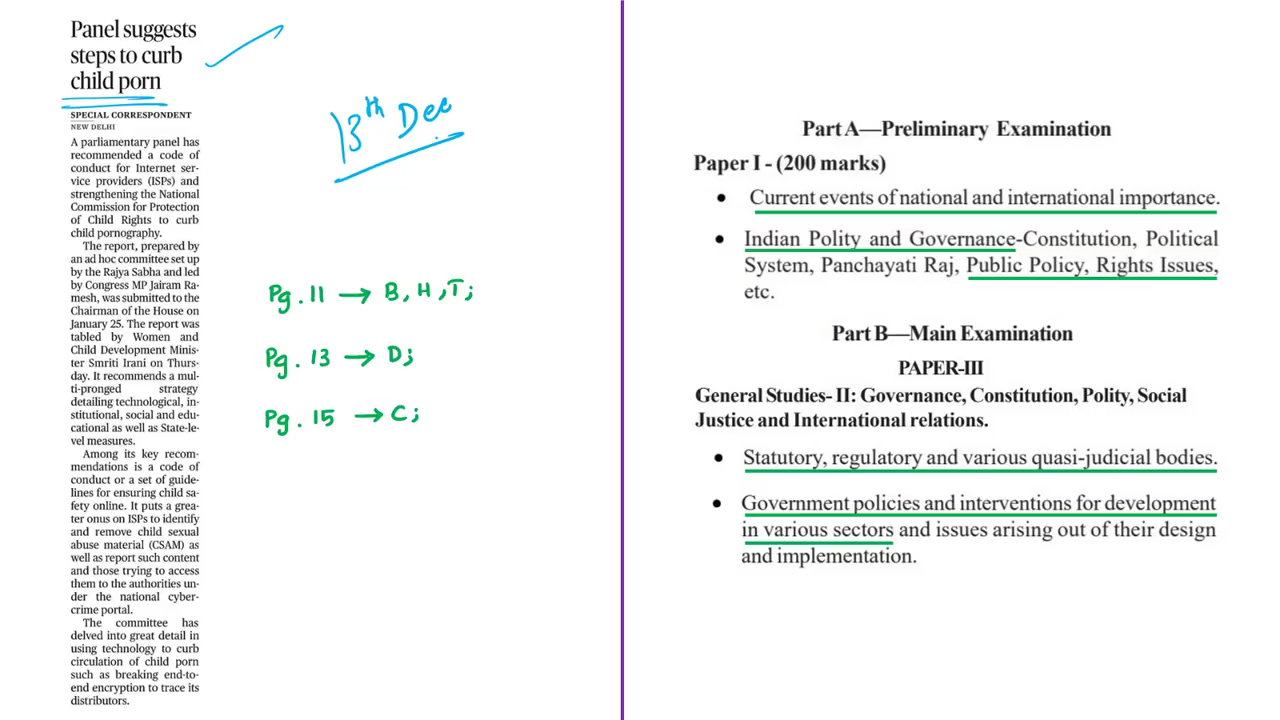 Panel suggests
steps to curb
child porn
SPECIAL CORRESPONDENT
NEW DELHI
A parliamentary panel has
recommended a code of
conduct for Internet ser-
vice providers (ISPs) and
strengthening the National
Commission for Protection
of Child Rights to curb
child pornography.
The report, prepared by
an ad hoc committee set up
by the Rajya Sabha and led
by Congress MP Jairam Ra-
mesh, was submitted to the
Chairman of the House on
January 25. The report was
tabled by Women and
Child Development Minis-
ter Smriti Irani on Thurs-
day. It recommends a mul-
ti-pronged strategy
detailing technological, in-
stitutional, social and edu-
cational as well as State-le-
vel measures.
Among its key recom-
mendations is a code of
conduct or a set of guide-
lines for ensuring child sa-
fety online. It puts a grea-
ter onus on ISPs to identify
and remove child sexual
abuse material (CSAM) as
well as report such content
and those trying to access
them to the authorities un-
der the national cyber-
crime portal.
The committee has
delved into great detail in
using technology to curb
circulation of child porn
such as breaking end-to-
end encryption to trace its
distributors.
13th Dec
Pg. 11 → B, H, T;
Pg. 13 → D;
Pg. 15 → C;
Part A—Preliminary Examination
Paper I - (200 marks)
• Current events of national and international importance.
• Indian Polity and Governance-Constitution, Political
System, Panchayati Raj, Public Policy, Rights Issues,
etc.
Part B—Main Examination
PAPER-III
General Studies- II: Governance, Constitution, Polity, Social
Justice and International relations.
• Statutory, regulatory and various quasi-judicial bodies.
• Government policies and interventions for development
in various sectors and issues arising out of their design
and implementation.